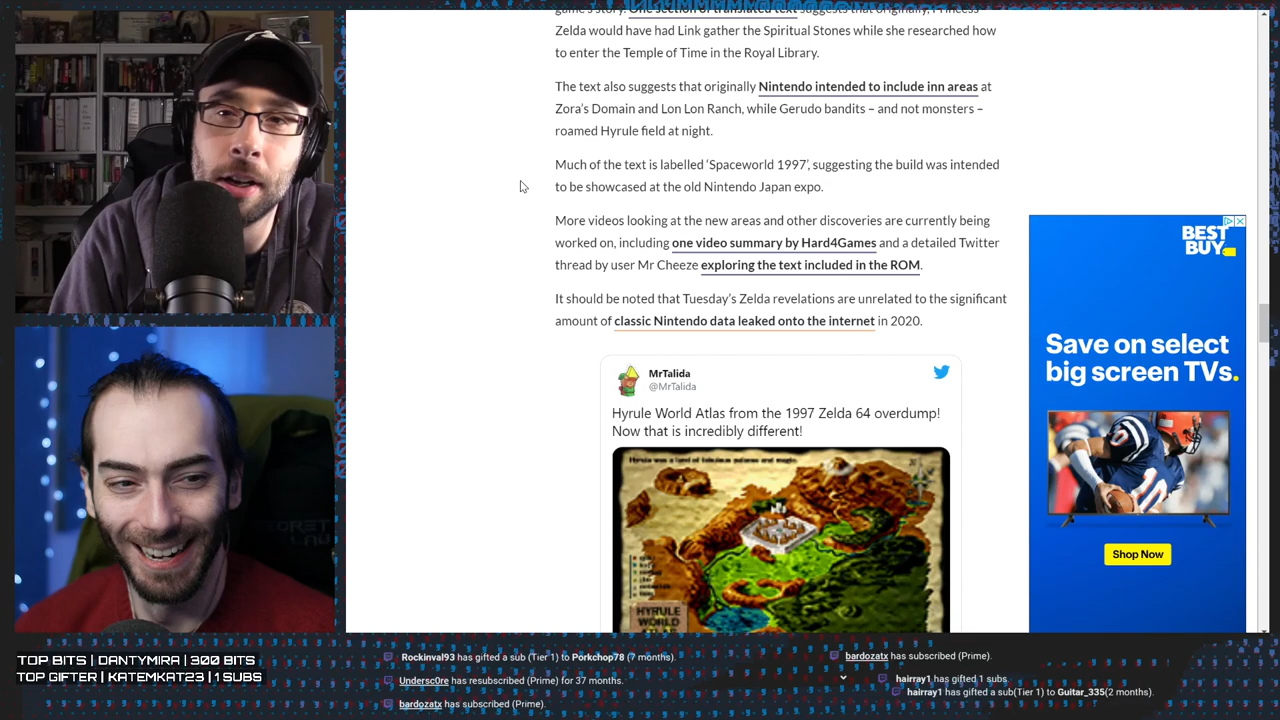 game's story. One section of translated text suggests that originally, Princess
Zelda would have had Link gather the Spiritual Stones while she researched how
to enter the Temple of Time in the Royal Library.
The text also suggests that originally Nintendo intended to include inn areas at
Zora's Domain and Lon Lon Ranch, while Gerudo bandits – and not monsters –
roamed Hyrule field at night.
Much of the text is labelled 'Spaceworld 1997', suggesting the build was intended
to be showcased at the old Nintendo Japan expo.
More videos looking at the new areas and other discoveries are currently being
worked on, including one video summary by Hard4Games and a detailed Twitter
thread by user Mr Cheeze exploring the text included in the ROM.
It should be noted that Tuesday's Zelda revelations are unrelated to the significant
amount of classic Nintendo data leaked onto the internet in 2020.
MrTalida
@MrTalida
Hyrule World Atlas from the 1997 Zelda 64 overdump!
Now that is incredibly different!
HYRULE
WORLD
BEST
BUY
Save on select
big screen TVs.
Shop Now
TOP BITS | DANTYMIRA | 300 BITS
TOP GIFTER | KATEMKAT23 | 1 SUBS
Rockinval93 has gifted a sub (Tier 1) to Porkchop78 (7 months).
Undersc0re has resubscribed (Prime) for 37 months.
bardozatx has subscribed (Prime).
bardozatx has subscribed (Prime).
hairray1 has gifted 1 subs.
hairray1 has gifted a sub(Tier 1) to Guitar_335(2 months).